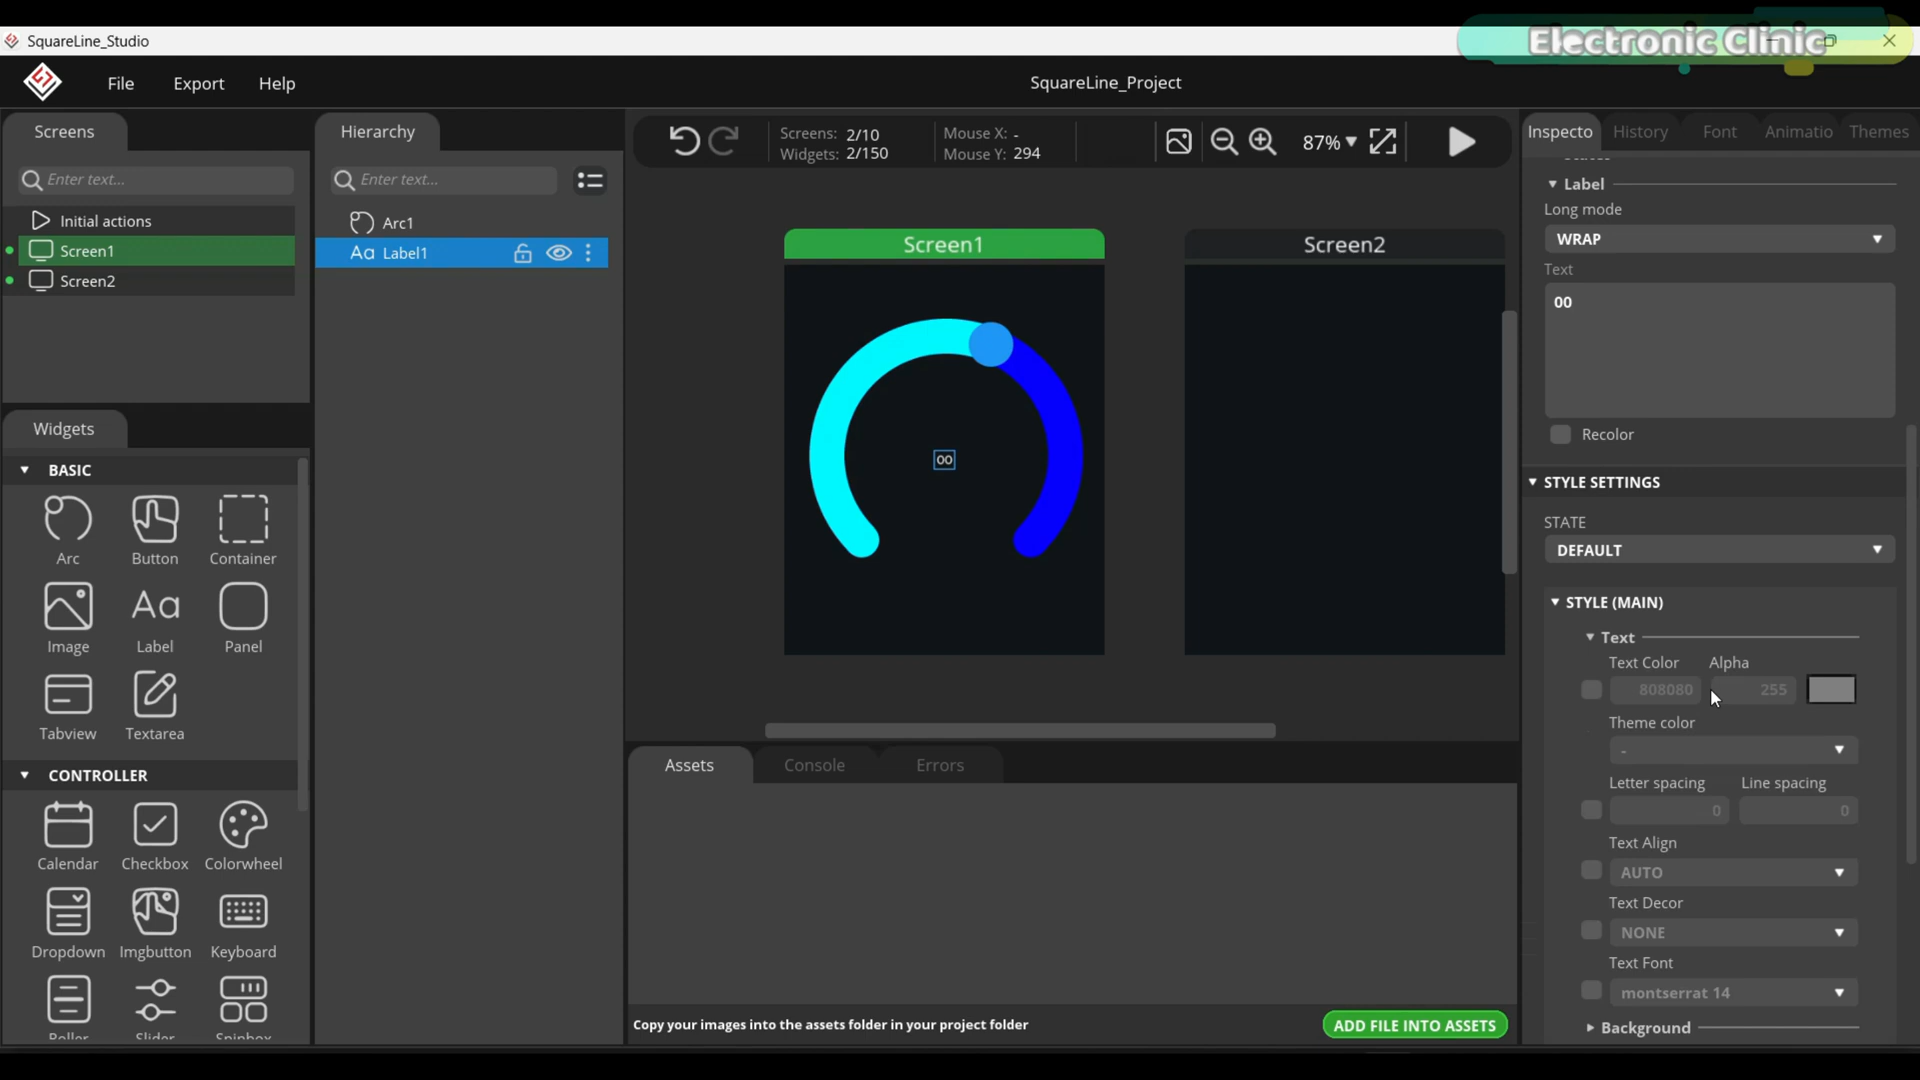 Electronic Clinic
SquareLine_Studio
File
Export
Help
SquareLine_Project
Screens
Enter text...
Initial actions
Screen1
Screen2
Widgets
BASIC
Arc
Button
Container
Image
Label
Panel
Tabview
Textarea
CONTROLLER
Calendar
Checkbox
Colorwheel
Dropdown
Imgbutton
Keyboard
Roller
Slider
Spinbox
Hierarchy
Enter text...
Arc1
Aa Label1
Screens: 2/10
Widgets: 2/150
Mouse X: -
Mouse Y: 294
87%
Screen1
Screen2
00
Assets
Console
Errors
Copy your images into the assets folder in your project folder
ADD FILE INTO ASSETS
Inspecto
History
Font
Animatio
Themes
Label
Long mode
WRAP
Text
00
Recolor
STYLE SETTINGS
STATE
DEFAULT
STYLE (MAIN)
Text
Text Color
Alpha
808080
255
Theme color
-
Letter spacing
Line spacing
0
0
Text Align
AUTO
Text Decor
NONE
Text Font
montserrat 14
Background